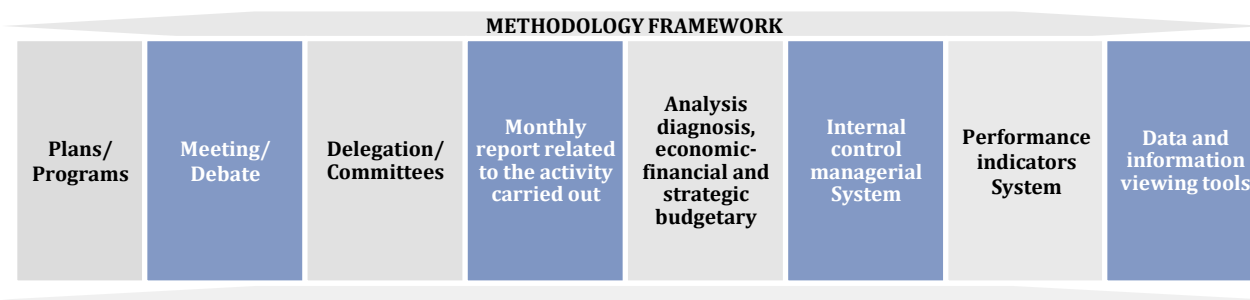 METHODOLOGY FRAMEWORK
Plans/
Programs
Meeting/
Debate
Delegation/
Committees
Monthly
report related
to the activity
carried out
Analysis
diagnosis,
economic-
financial and
strategic
budgetary
Internal
control
managerial
System
Performance
indicators
System
Data and
information
viewing tools